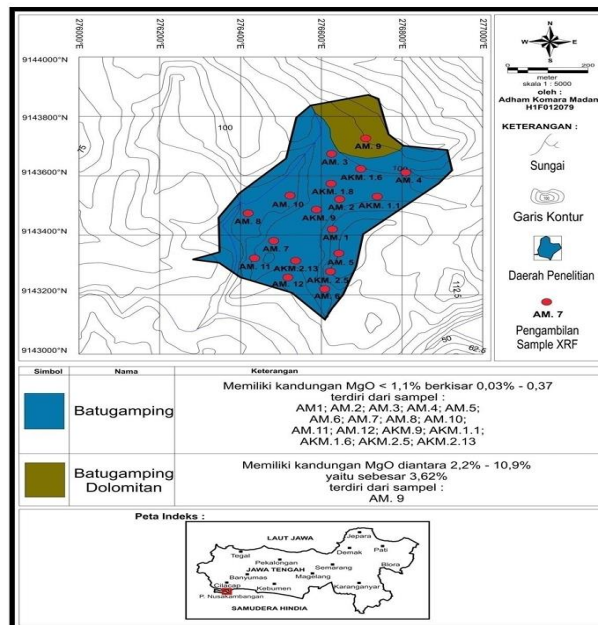 276000'E
276200'E
276400'E
276600'E
276800'E
277000'E
9144000"N
9143800"N
9143600"N
9143400"N
9143200"N
9143000"N
100
75
100
112.5
50
62.5
AM. 9
AM. 3
AKM. 1.6
AM. 4
AKM. 1.8
AM. 10
AM. 2
AKM. 1.1
AM. 8
AKM. 9
AM. 1
AM. 7
AM. 5
AM. 11
AKM.2.13
AKM. 2.5
AM. 12
AM. 6
N
W
E
S
0
200
meter
skala 1 : 5000
oleh :
Adham Komara Madan
H1F012079
KETERANGAN :
Sungai
Garis Kontur
Daerah Penelitian
AM. 7
Pengambilan
Sample XRF
Simbol Nama Keterangan
Batugamping
Memiliki kandungan MgO < 1,1% berkisar 0,03% - 0,37
terdiri dari sampel :
AM1; AM.2; AM.3; AM.4; AM.5;
AM.6; AM.7; AM.8; AM.10;
AM.11; AM.12; AKM.9; AKM.1.1;
AKM.1.6; AKM.2.5; AKM.2.13
Batugamping
Dolomitan
Memiliki kandungan MgO diantara 2,2% - 10,9%
yaitu sebesar 3,62%
terdiri dari sampel :
AM. 9
Peta Indeks :
LAUT JAWA
Jepara
Tegal
Demak
Pati
Pekalongan
Semarang
Blora
JAWA TENGAH
Banyumas
Magelang
Cilacap
Kebumen
Karanganyar
P. Nusakambangan
SAMUDERA HINDIA